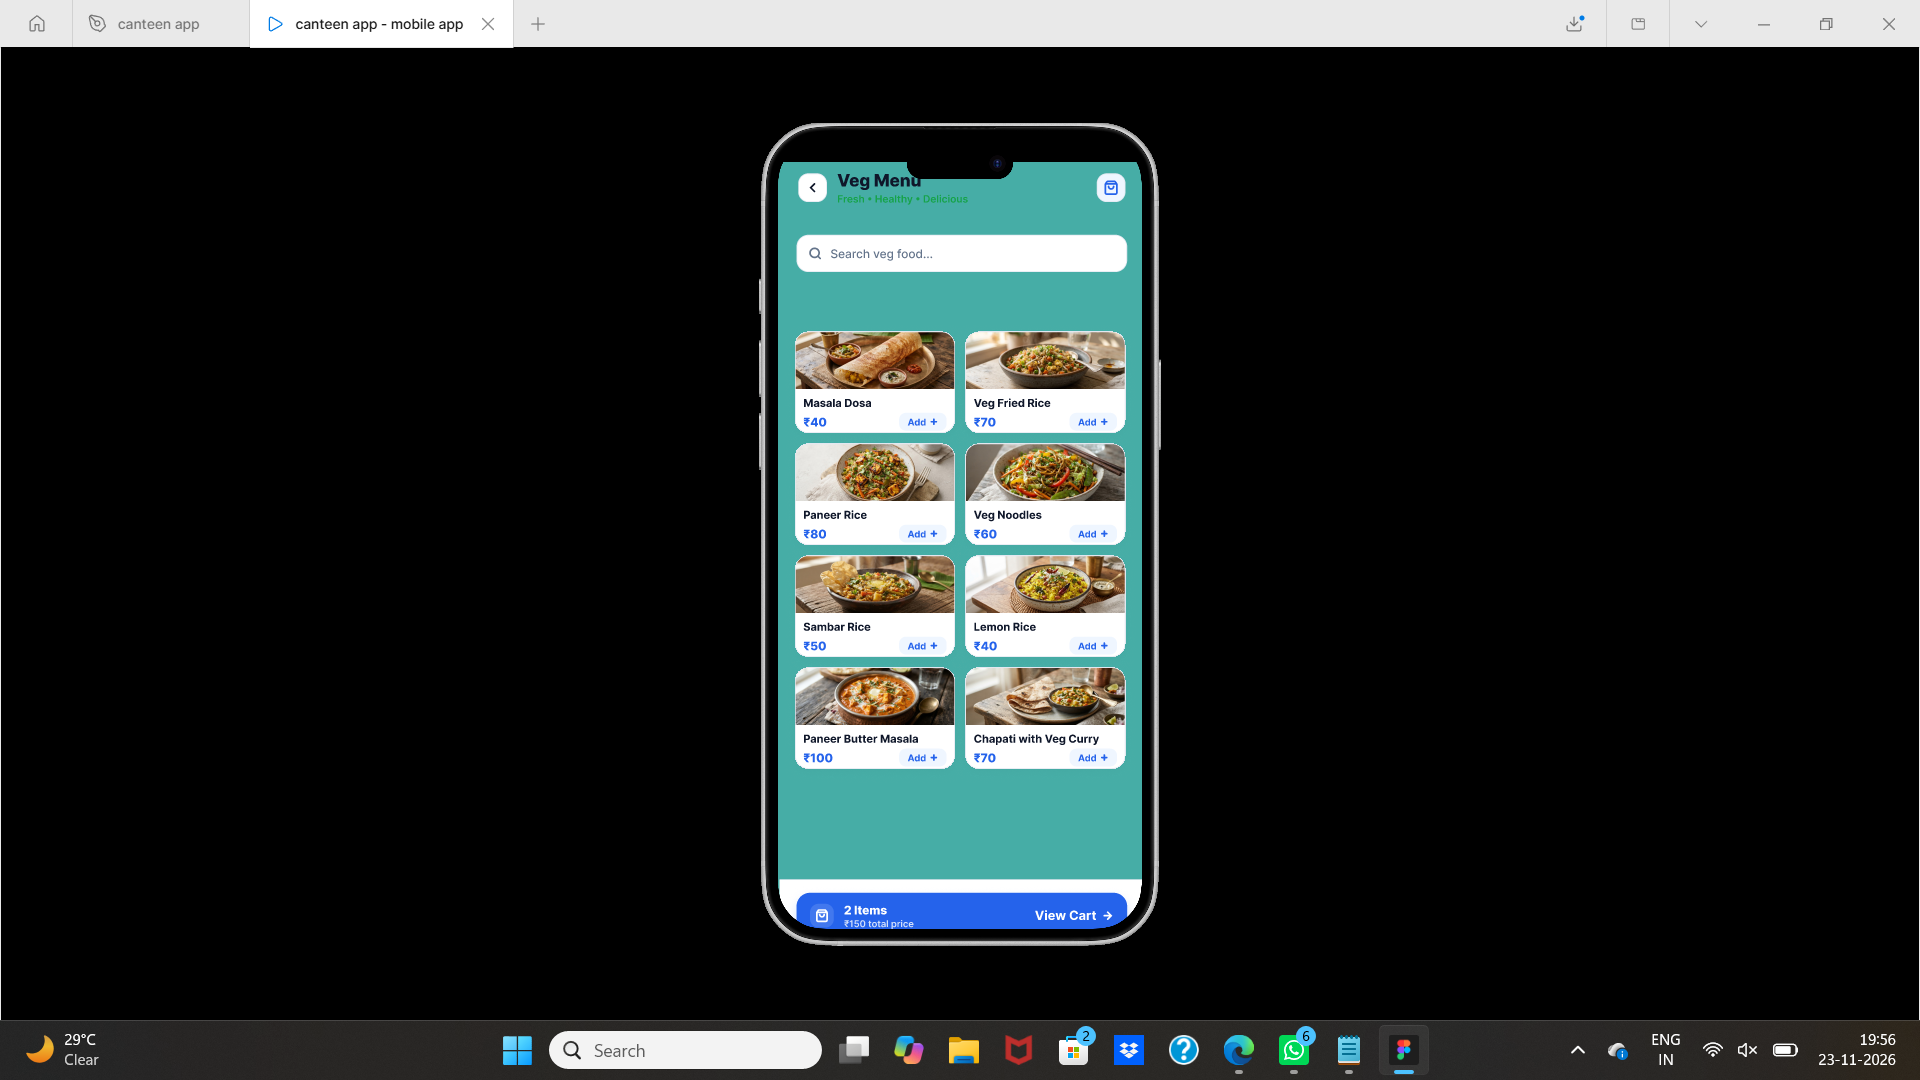 canteen app
canteen app - mobile app
Veg Menu
Fresh • Healthy • Delicious
Search veg food...
Masala Dosa
₹40
Add +
Veg Fried Rice
₹70
Add +
Paneer Rice
₹80
Add +
Veg Noodles
₹60
Add +
Sambar Rice
₹50
Add +
Lemon Rice
₹40
Add +
Paneer Butter Masala
₹100
Add +
Chapati with Veg Curry
₹70
Add +
2 Items
₹150 total price
View Cart →
29°C
Clear
Search
2
6
ENG
IN
19:56
23-11-2026